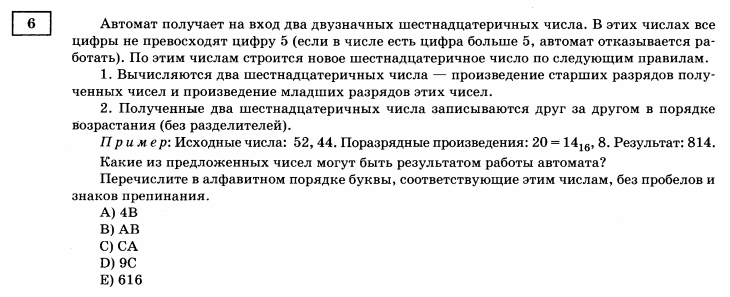 6
Автомат получает на вход два двузначных шестнадцатеричных числа. В этих числах все
цифры не превосходят цифру 5 (если в числе есть цифра больше 5, автомат отказывается ра-
ботать). По этим числам строится новое шестнадцатеричное число по следующим правилам.
1. Вычисляются два шестнадцатеричных числа — произведение старших разрядов полу-
ченных чисел и произведение младших разрядов этих чисел.
2. Полученные два шестнадцатеричных числа записываются друг за другом в порядке
возрастания (без разделителей).
Пример: Исходные числа: 52, 44. Поразрядные произведения: 20 = 14₁₆, 8. Результат: 814.
Какие из предложенных чисел могут быть результатом работы автомата?
Перечислите в алфавитном порядке буквы, соответствующие этим числам, без пробелов и
знаков препинания.
A) 4B
B) AB
C) CA
D) 9C
E) 616